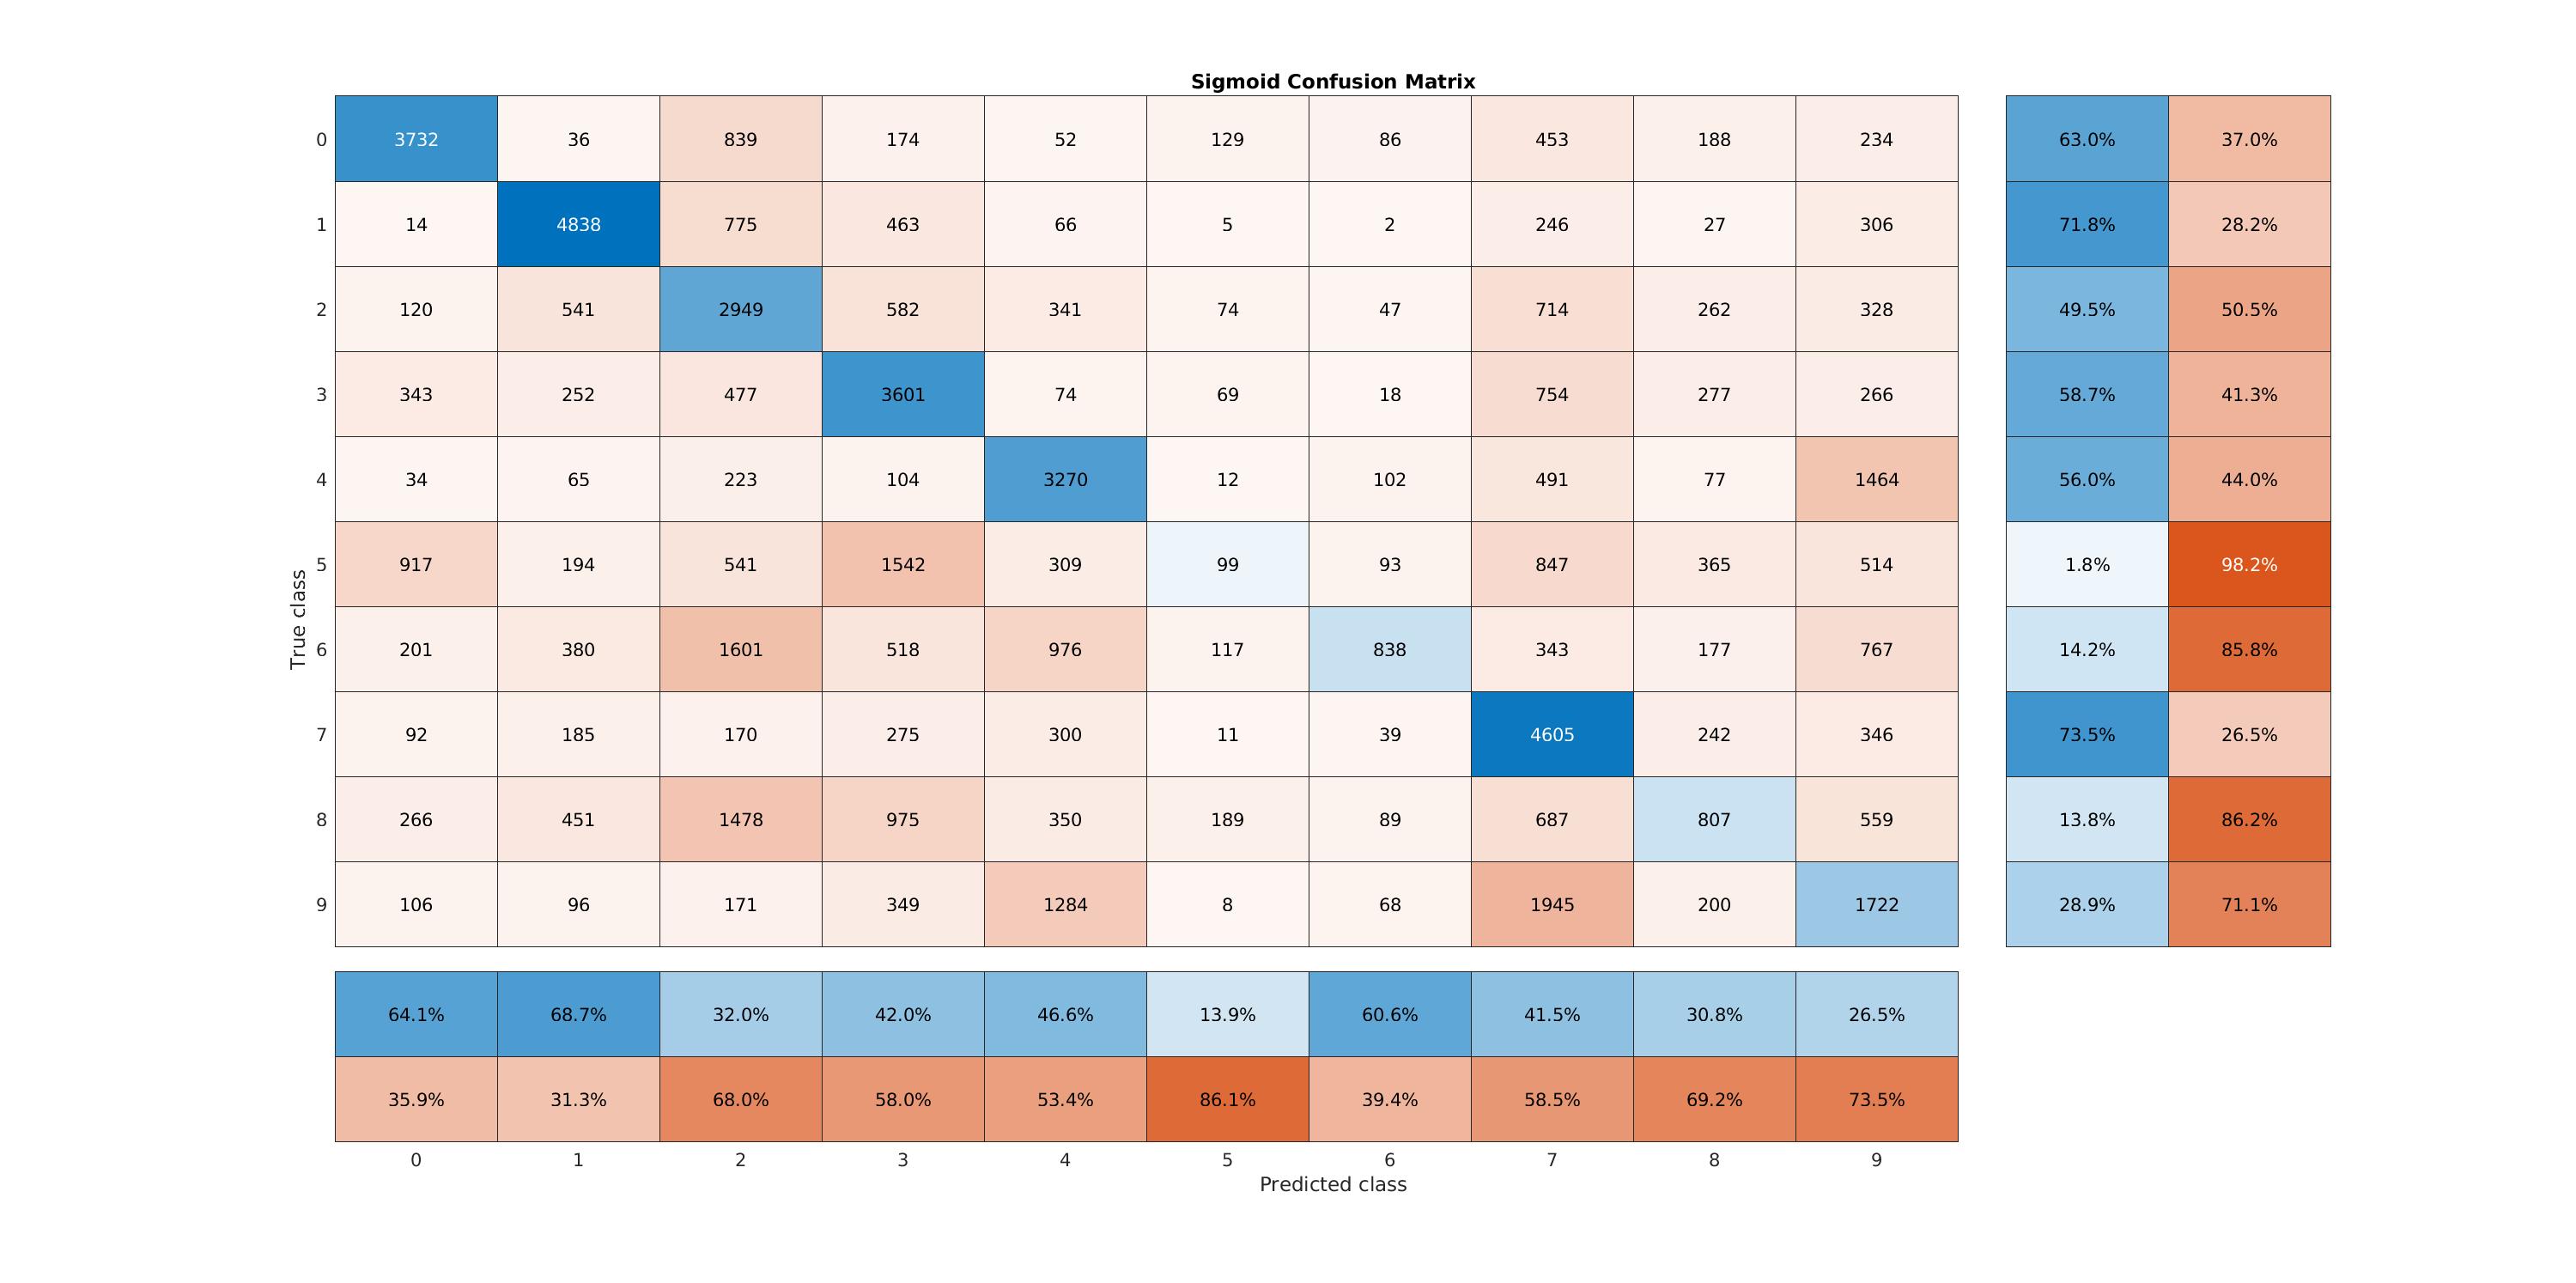 Sigmoid Confusion Matrix
0 3732 36 839 174 52 129 86 453 188 234 63.0% 37.0%
1 14 4838 775 463 66 5 2 246 27 306 71.8% 28.2%
2 120 541 2949 582 341 74 47 714 262 328 49.5% 50.5%
3 343 252 477 3601 74 69 18 754 277 266 58.7% 41.3%
4 34 65 223 104 3270 12 102 491 77 1464 56.0% 44.0%
5 917 194 541 1542 309 99 93 847 365 514 1.8% 98.2%
True class
6 201 380 1601 518 976 117 838 343 177 767 14.2% 85.8%
7 92 185 170 275 300 11 39 4605 242 346 73.5% 26.5%
8 266 451 1478 975 350 189 89 687 807 559 13.8% 86.2%
9 106 96 171 349 1284 8 68 1945 200 1722 28.9% 71.1%
64.1% 68.7% 32.0% 42.0% 46.6% 13.9% 60.6% 41.5% 30.8% 26.5%
35.9% 31.3% 68.0% 58.0% 53.4% 86.1% 39.4% 58.5% 69.2% 73.5%
0 1 2 3 4 5 6 7 8 9
Predicted class